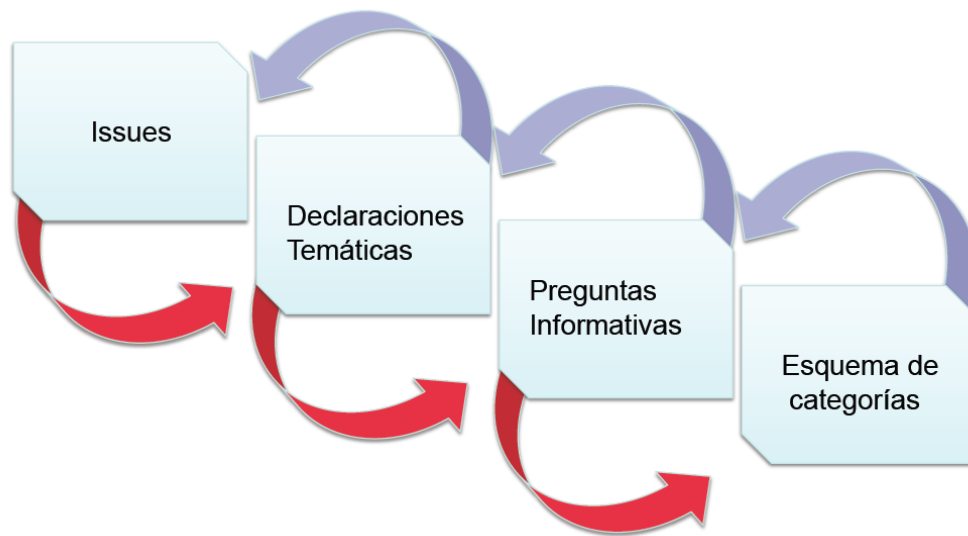 Issues
Declaraciones
Temáticas
Preguntas
Informativas
Esquema de
categorías